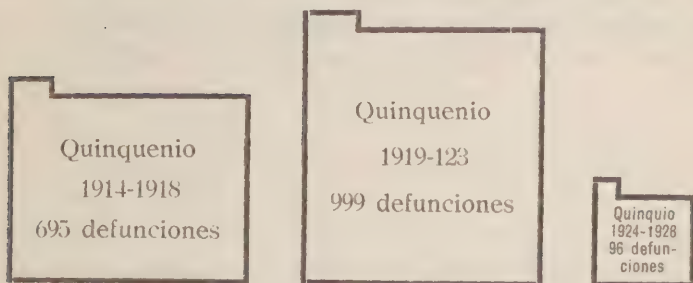 Quinquenio
1914-1918
695 defunciones
Quinquenio
1919-123
999 defunciones
Quinquio
1924-1928
96 defun-
ciones